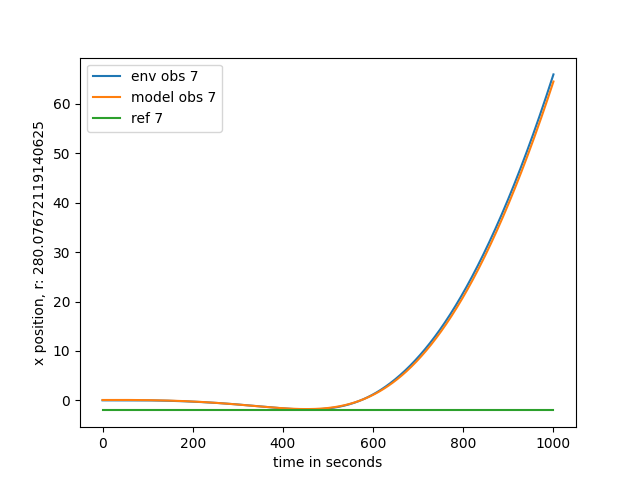 env obs 7
model obs 7
ref 7
60
50
40
30
20
10
0
x position, r: 280.07672119140625
0 200 400 600 800 1000
time in seconds